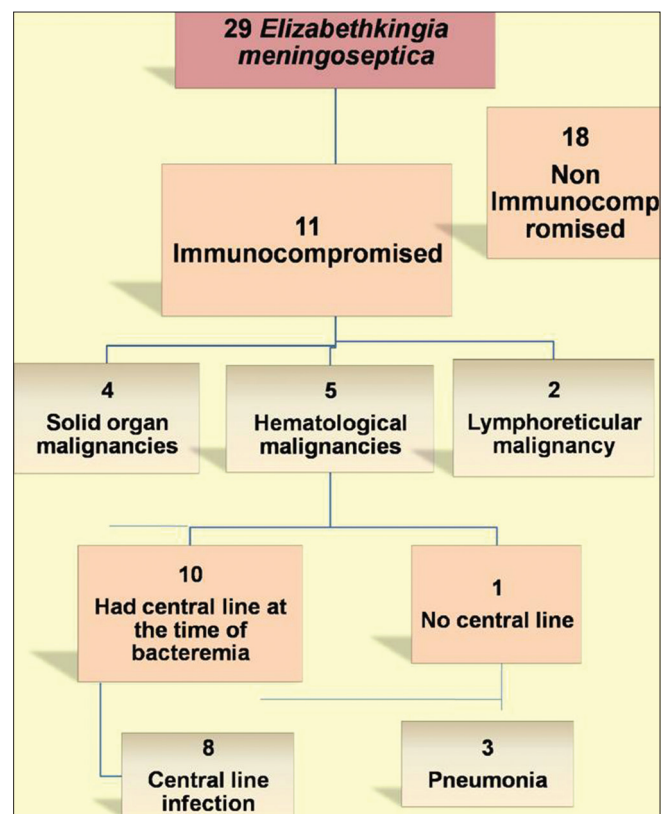 29 Elizabethkingia
meningoseptica
18
Non
Immunocomp
romised
11
Immunocompromised
4
Solid organ
malignancies
5
Hematological
malignancies
2
Lymphoreticular
malignancy
10
Had central line at
the time of
bacteremia
1
No central line
8
Central line
infection
3
Pneumonia